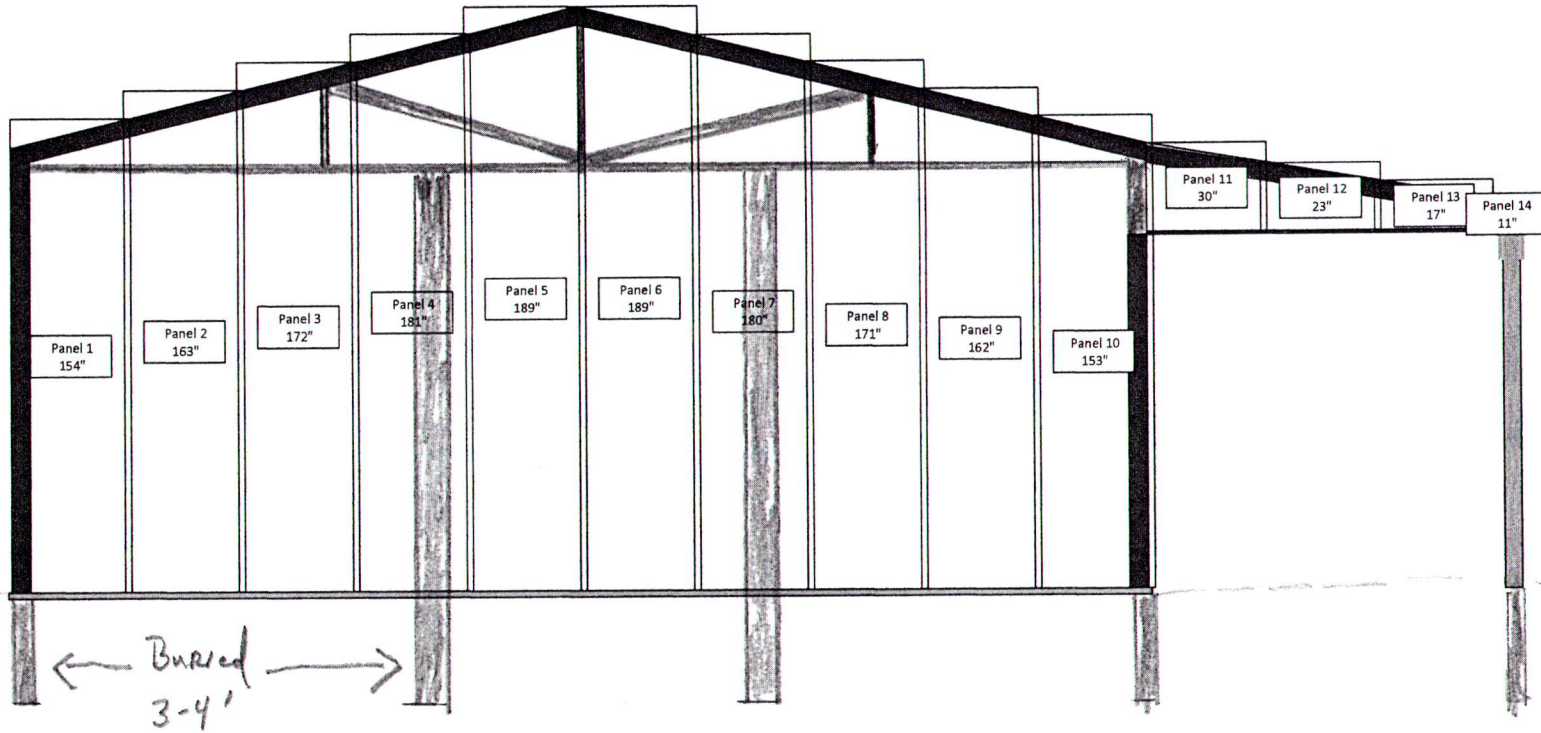 Panel 1
154"
Panel 2
163"
Panel 3
172"
Panel 4
181"
Panel 5
189"
Panel 6
189"
Panel 7
180"
Panel 8
171"
Panel 9
162"
Panel 10
153"
Panel 11
30"
Panel 12
23"
Panel 13
17"
Panel 14
11"
Buried
3-4'